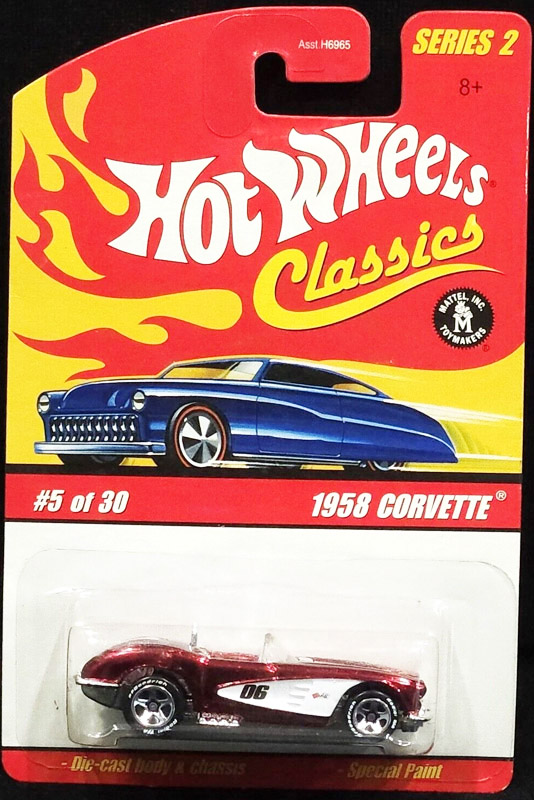 Asst.H6965
SERIES 2
8+
Hot Wheels®
Classics
MATTEL, INC.
M
TOYMAKERS
®
#5 of 30
1958 CORVETTE®
06
- Die-cast body & chassis
- Special Paint